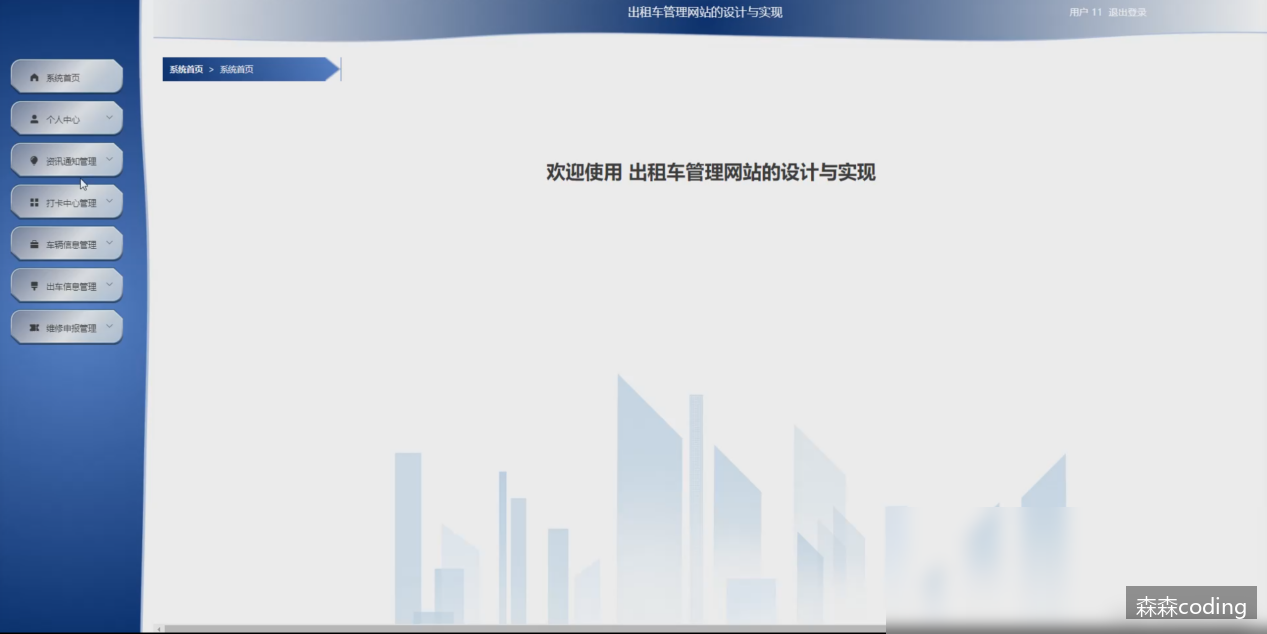 出租车管理网站的设计与实现
用户 11 退出登录
系统首页 > 系统首页
系统首页
个人中心
资讯通知管理
打卡中心管理
车辆信息管理
出车信息管理
维修申报管理
欢迎使用 出租车管理网站的设计与实现
森森coding